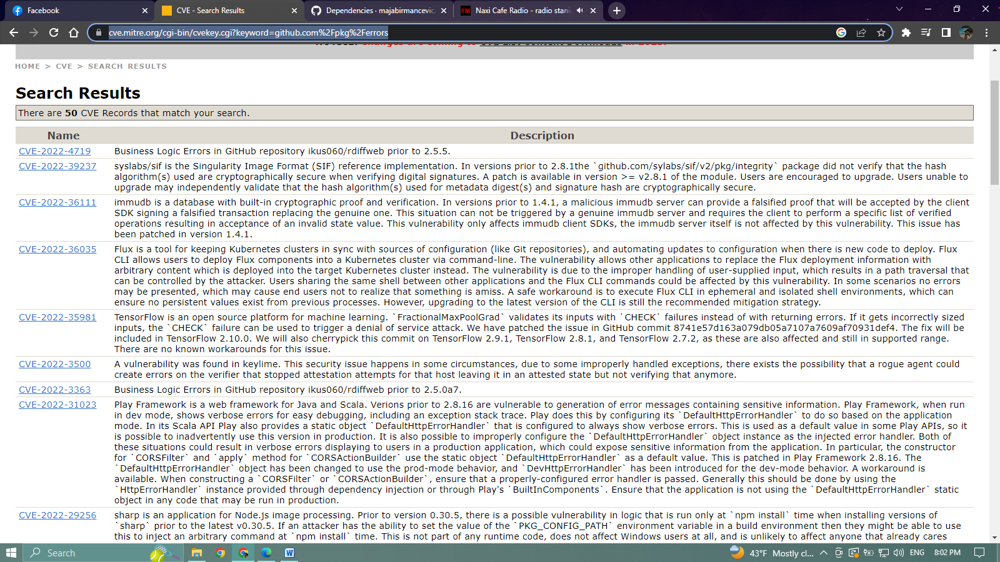 Facebook
CVE - Search Results
Dependencies · majabirmancevic
Naxi Cafe Radio - radio stani
cve.mitre.org/cgi-bin/cvekey.cgi?keyword=github.com%2Fpkg%2Ferrors
HOME > CVE > SEARCH RESULTS
Search Results
There are 50 CVE Records that match your search.
Name Description
CVE-2022-4719 Business Logic Errors in GitHub repository ikus060/rdiffweb prior to 2.5.5.
CVE-2022-39237 syslabs/sif is the Singularity Image Format (SIF) reference implementation. In versions prior to 2.8.1the `github.com/sylabs/sif/v2/pkg/integrity` package did not verify that the hash
algorithm(s) used are cryptographically secure when verifying digital signatures. A patch is available in version >= v2.8.1 of the module. Users are encouraged to upgrade. Users unable to
upgrade may independently validate that the hash algorithm(s) used for metadata digest(s) and signature hash are cryptographically secure.
CVE-2022-36111 immudb is a database with built-in cryptographic proof and verification. In versions prior to 1.4.1, a malicious immudb server can provide a falsified proof that will be accepted by the client
SDK signing a falsified transaction replacing the genuine one. This situation can not be triggered by a genuine immudb server and requires the client to perform a specific list of verified
operations resulting in acceptance of an invalid state value. This vulnerability only affects immudb client SDKs, the immudb server itself is not affected by this vulnerability. This issue has
been patched in version 1.4.1.
CVE-2022-36035 Flux is a tool for keeping Kubernetes clusters in sync with sources of configuration (like Git repositories), and automating updates to configuration when there is new code to deploy. Flux
CLI allows users to deploy Flux components into a Kubernetes cluster via command-line. The vulnerability allows other applications to replace the Flux deployment information with
arbitrary content which is deployed into the target Kubernetes cluster instead. The vulnerability is due to the improper handling of user-supplied input, which results in a path traversal that
can be controlled by the attacker. Users sharing the same shell between other applications and the Flux CLI commands could be affected by this vulnerability. In some scenarios no errors
may be presented, which may cause end users not to realize that something is amiss. A safe workaround is to execute Flux CLI in ephemeral and isolated shell environments, which can
ensure no persistent values exist from previous processes. However, upgrading to the latest version of the CLI is still the recommended mitigation strategy.
CVE-2022-35981 TensorFlow is an open source platform for machine learning. `FractionalMaxPoolGrad` validates its inputs with `CHECK` failures instead of with returning errors. If it gets incorrectly sized
inputs, the `CHECK` failure can be used to trigger a denial of service attack. We have patched the issue in GitHub commit 8741e57d163a079db05a7107a7609af70931def4. The fix will be
included in TensorFlow 2.10.0. We will also cherrypick this commit on TensorFlow 2.9.1, TensorFlow 2.8.1, and TensorFlow 2.7.2, as these are also affected and still in supported range.
There are no known workarounds for this issue.
CVE-2022-3500 A vulnerability was found in keylime. This security issue happens in some circumstances, due to some improperly handled exceptions, there exists the possibility that a rogue agent could
create errors on the verifier that stopped attestation attempts for that host leaving it in an attested state but not verifying that anymore.
CVE-2022-3363 Business Logic Errors in GitHub repository ikus060/rdiffweb prior to 2.5.0a7.
CVE-2022-31023 Play Framework is a web framework for Java and Scala. Verions prior to 2.8.16 are vulnerable to generation of error messages containing sensitive information. Play Framework, when run
in dev mode, shows verbose errors for easy debugging, including an exception stack trace. Play does this by configuring its `DefaultHttpErrorHandler` to do so based on the application
mode. In its Scala API Play also provides a static object `DefaultHttpErrorHandler` that is configured to always show verbose errors. This is used as a default value in some Play APIs, so it
is possible to inadvertently use this version in production. It is also possible to improperly configure the `DefaultHttpErrorHandler` object instance as the injected error handler. Both of
these situations could result in verbose errors displaying to users in a production application, which could expose sensitive information from the application. In particular, the constructor
for `CORSFilter` and `apply` method for `CORSActionBuilder` use the static object `DefaultHttpErrorHandler` as a default value. This is patched in Play Framework 2.8.16. The
`DefaultHttpErrorHandler` object has been changed to use the prod-mode behavior, and `DevHttpErrorHandler` has been introduced for the dev-mode behavior. A workaround is
available. When constructing a `CORSFilter` or `CORSActionBuilder`, ensure that a properly-configured error handler is passed. Generally this should be done by using the
`HttpErrorHandler` instance provided through dependency injection or through Play's `BuiltInComponents`. Ensure that the application is not using the `DefaultHttpErrorHandler` static
object in any code that may be run in production.
CVE-2022-29256 sharp is an application for Node.js image processing. Prior to version 0.30.5, there is a possible vulnerability in logic that is run only at `npm install` time when installing versions of
`sharp` prior to the latest v0.30.5. If an attacker has the ability to set the value of the `PKG_CONFIG_PATH` environment variable in a build environment then they might be able to use
this to inject an arbitrary command at `npm install` time. This is not part of any runtime code, does not affect Windows users at all, and is unlikely to affect anyone that already cares
Search
43°F Mostly cl...
ENG
8:02 PM